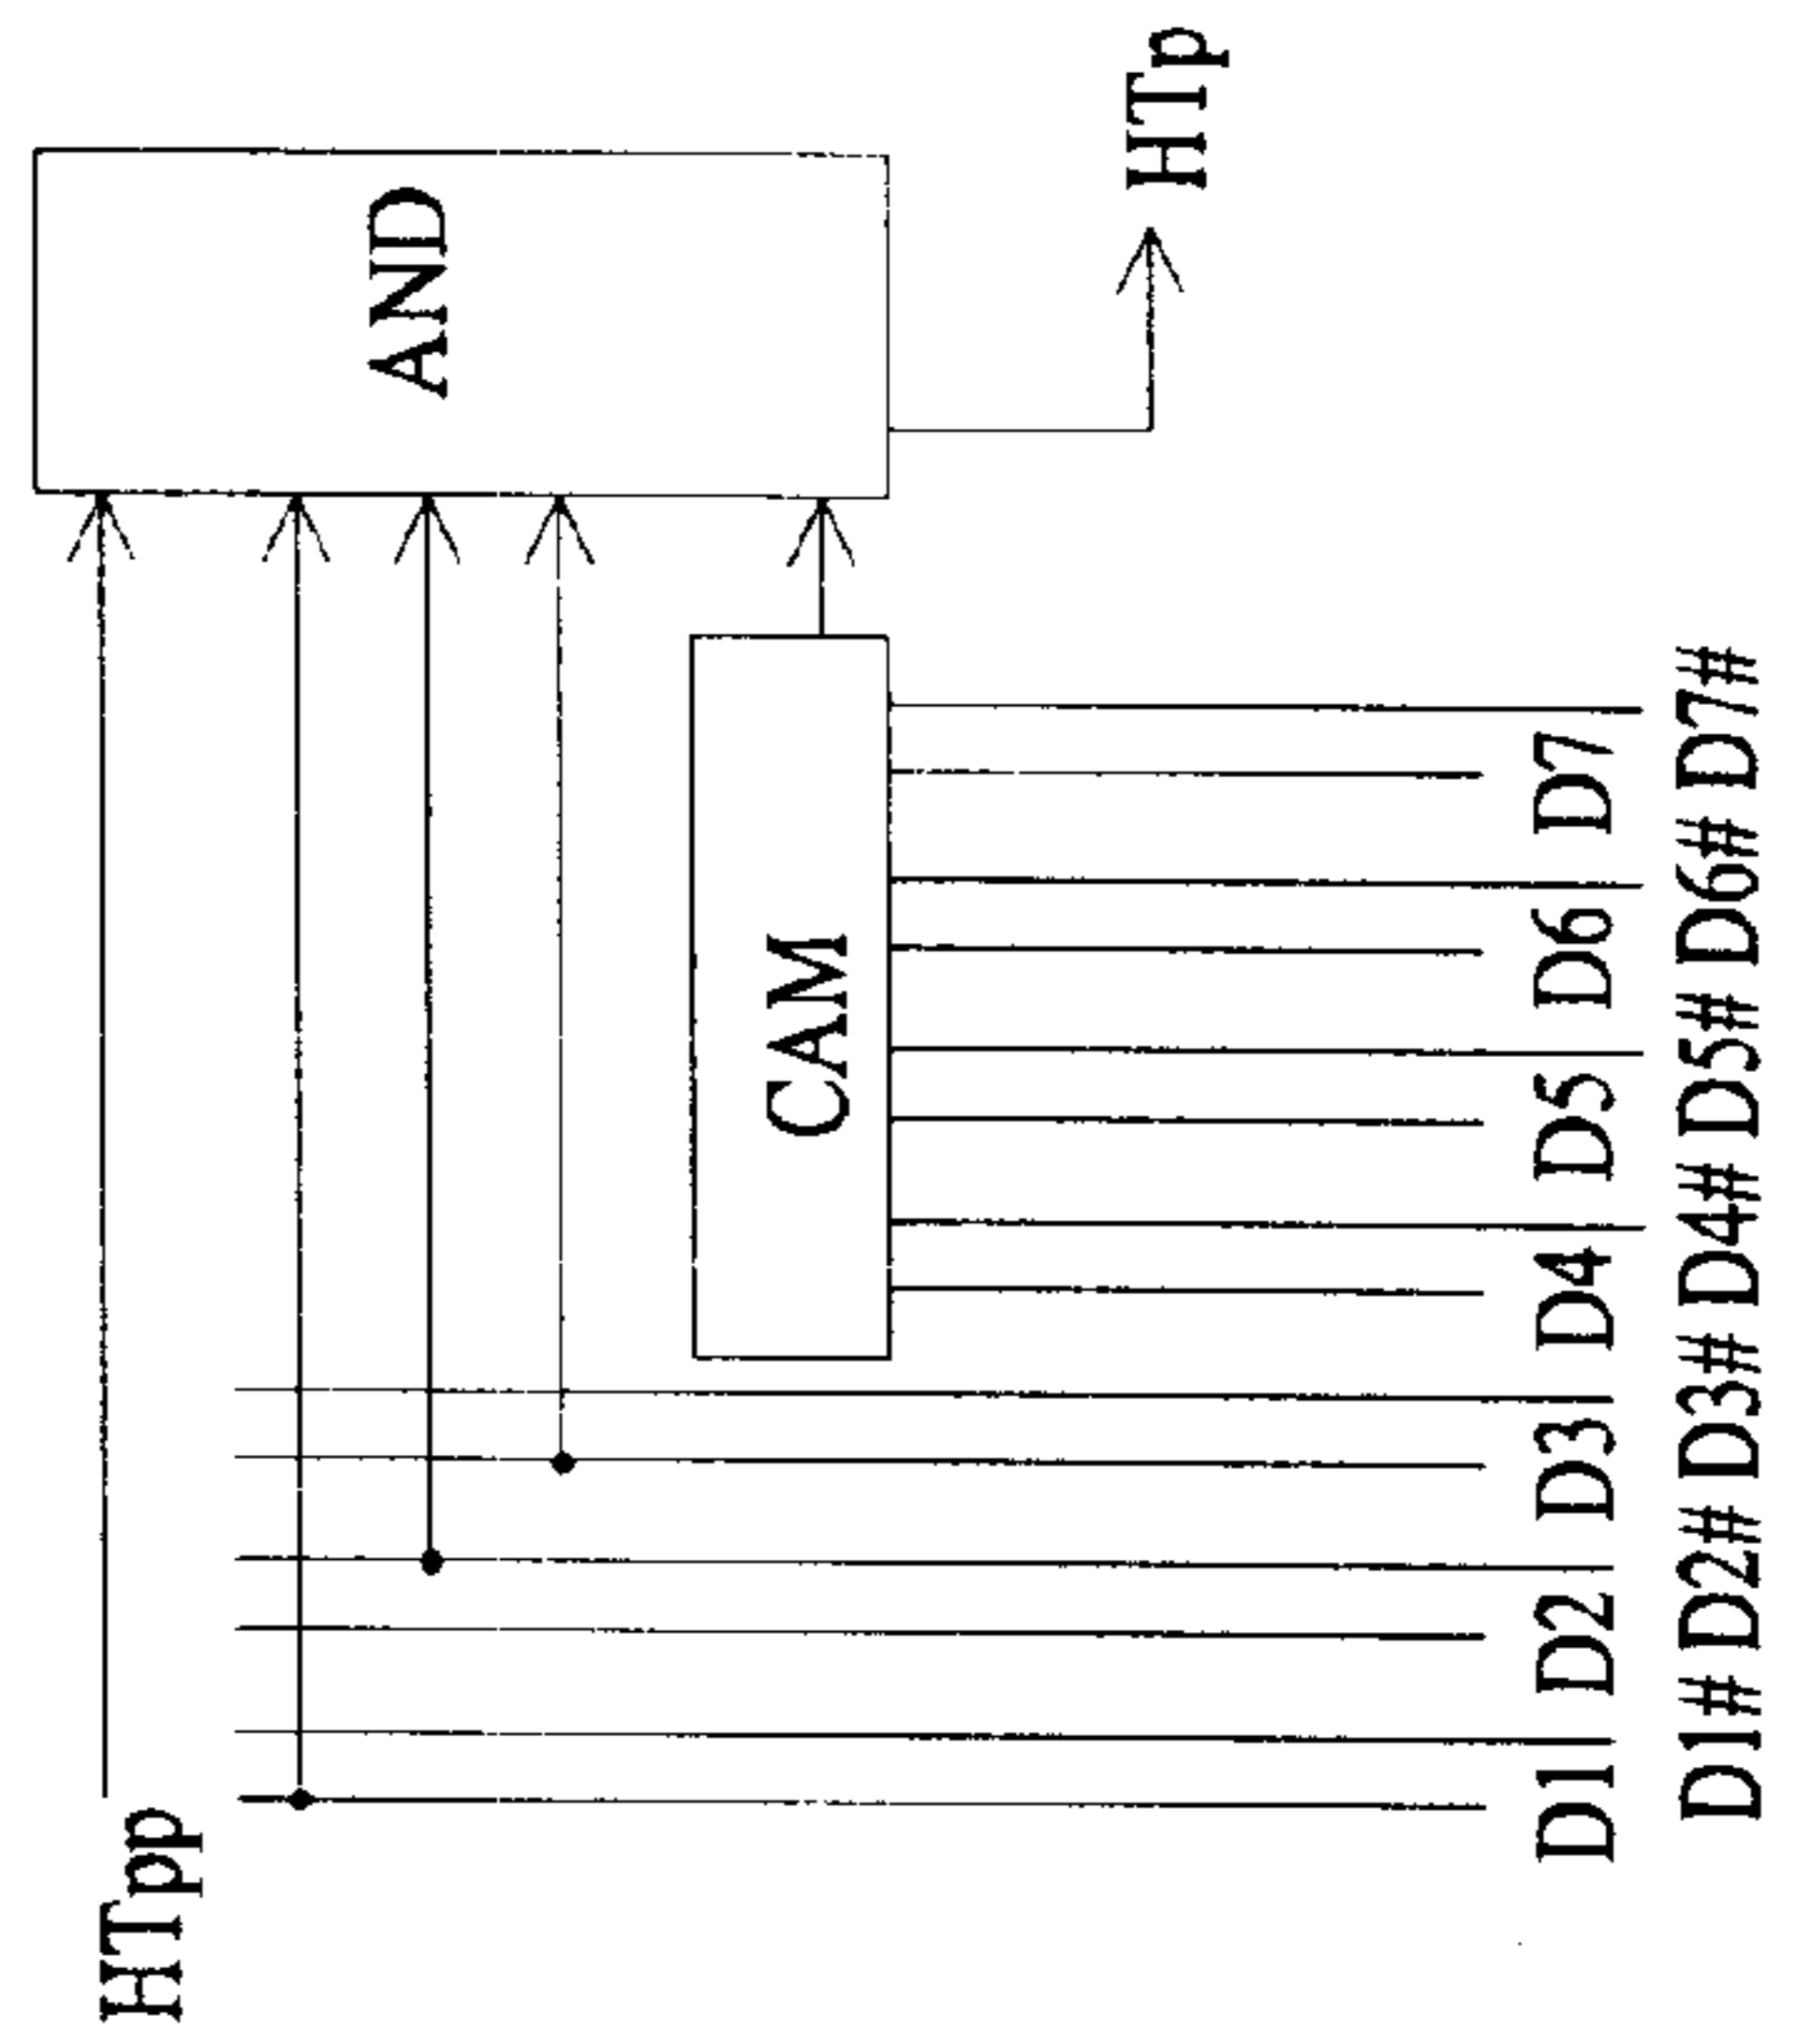 HTpp
AND
CAM
HTp
D1 D2 D3 D4 D5 D6 D7
D1# D2# D3# D4# D5# D6# D7#